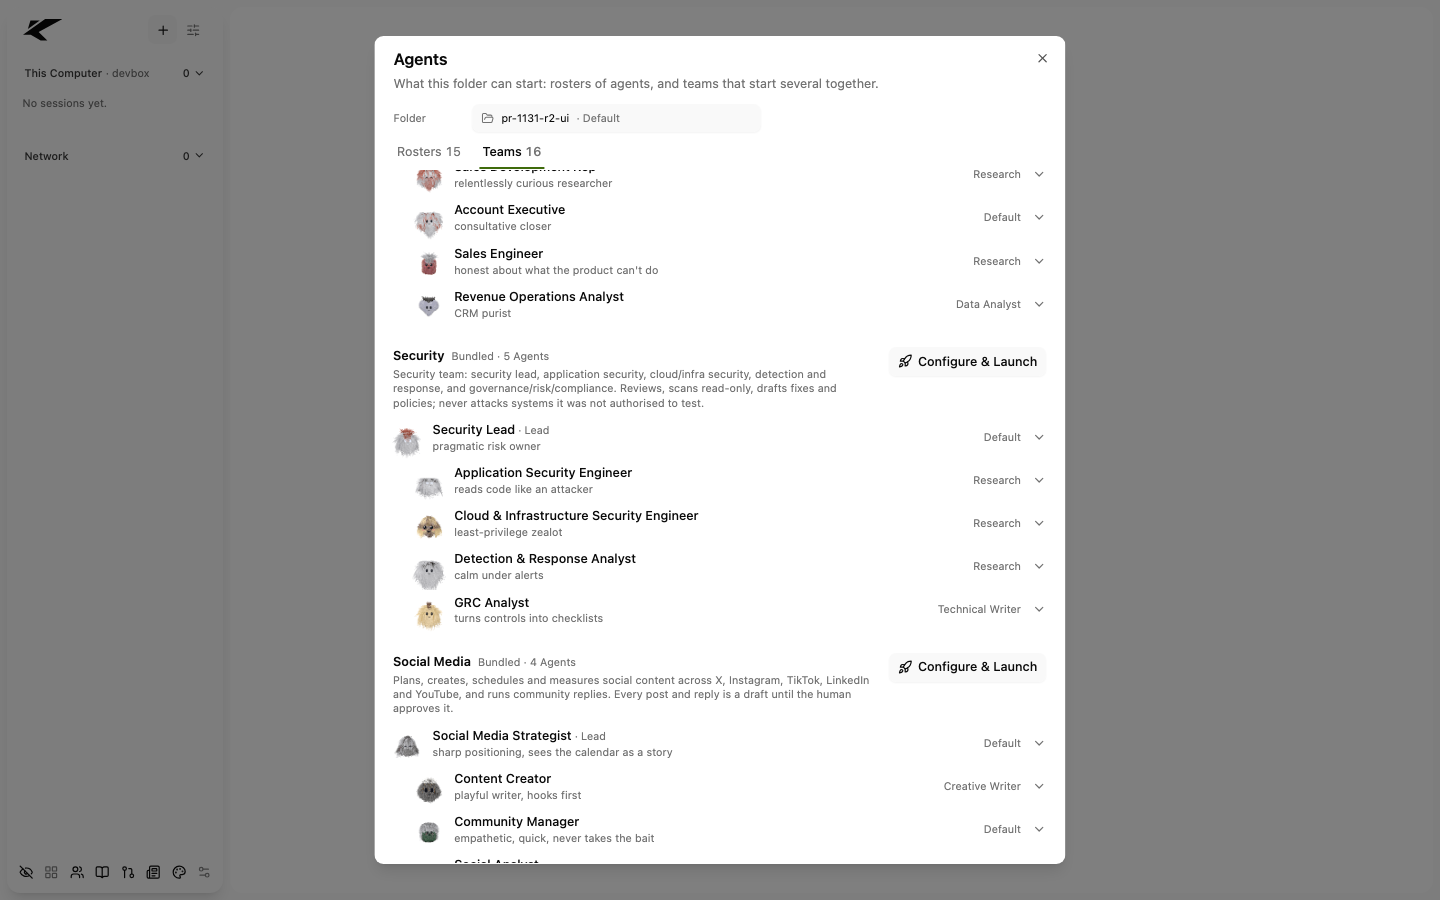 Agents
What this folder can start: rosters of agents, and teams that start several together.
This Computer · devbox 0
No sessions yet.
Network 0
Folder pr-1131-r2-ui · Default
Rosters 15 Teams 16
Sales Development Rep
relentlessly curious researcher Research
Account Executive
consultative closer Default
Sales Engineer
honest about what the product can't do Research
Revenue Operations Analyst
CRM purist Data Analyst
Security Bundled · 5 Agents Configure & Launch
Security team: security lead, application security, cloud/infra security, detection and
response, and governance/risk/compliance. Reviews, scans read-only, drafts fixes and
policies; never attacks systems it was not authorised to test.
Security Lead · Lead
pragmatic risk owner Default
Application Security Engineer
reads code like an attacker Research
Cloud & Infrastructure Security Engineer
least-privilege zealot Research
Detection & Response Analyst
calm under alerts Research
GRC Analyst
turns controls into checklists Technical Writer
Social Media Bundled · 4 Agents Configure & Launch
Plans, creates, schedules and measures social content across X, Instagram, TikTok, LinkedIn
and YouTube, and runs community replies. Every post and reply is a draft until the human
approves it.
Social Media Strategist · Lead
sharp positioning, sees the calendar as a story Default
Content Creator
playful writer, hooks first Creative Writer
Community Manager
empathetic, quick, never takes the bait Default
Social Analyst